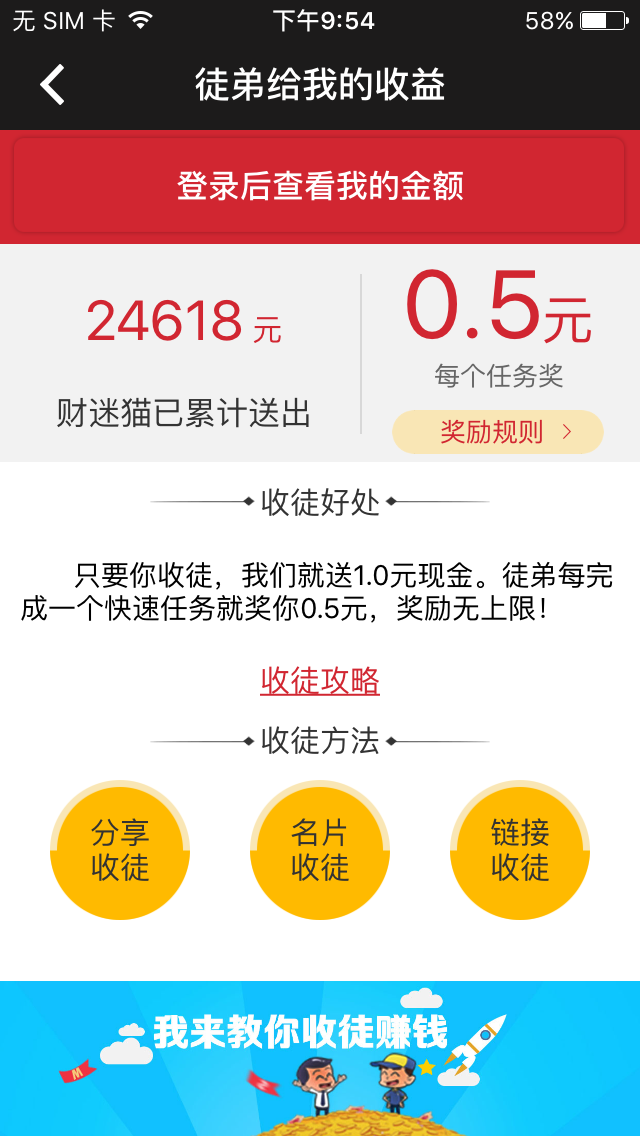 无 SIM 卡 下午9:54 58%
徒弟给我的收益
登录后查看我的金额
24618 元
财迷猫已累计送出
0.5元
每个任务奖
奖励规则
收徒好处
只要你收徒，我们就送1.0元现金。徒弟每完
成一个快速任务就奖你0.5元，奖励无上限！
收徒攻略
收徒方法
分享
收徒
名片
收徒
链接
收徒
我来教你收徒赚钱
M